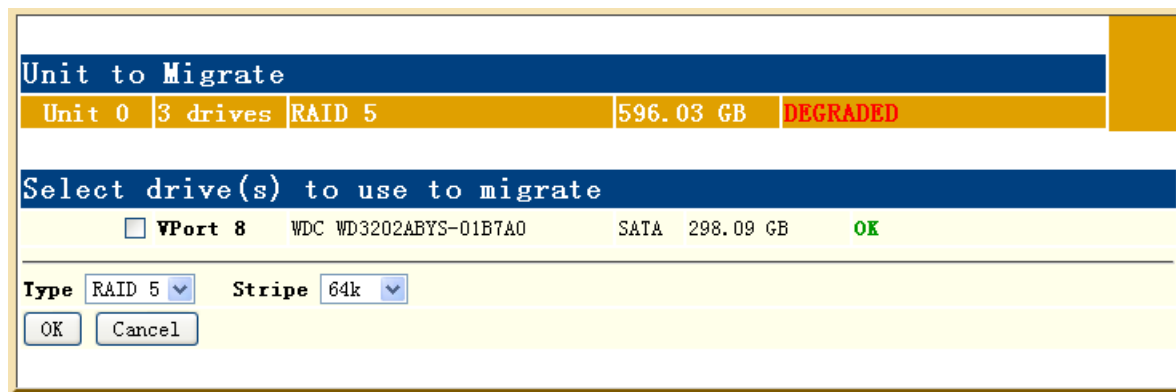 Unit to Migrate
Unit 0 3 drives RAID 5 596.03 GB DEGRADED
Select drive(s) to use to migrate
VPort 8 WDC WD3202ABYS-01B7A0 SATA 298.09 GB OK
Type RAID 5 Stripe 64k
OK Cancel